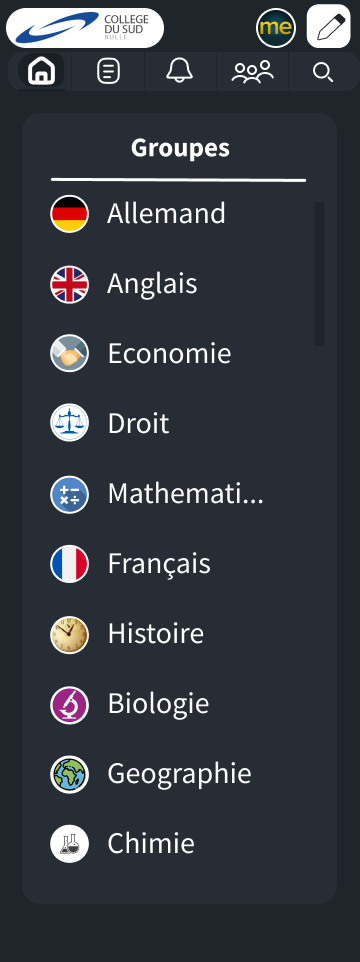 COLLEGE
DU SUD
BULLE
me
Groupes
Allemand
Anglais
Economie
Droit
Mathemati...
Français
Histoire
Biologie
Geographie
Chimie